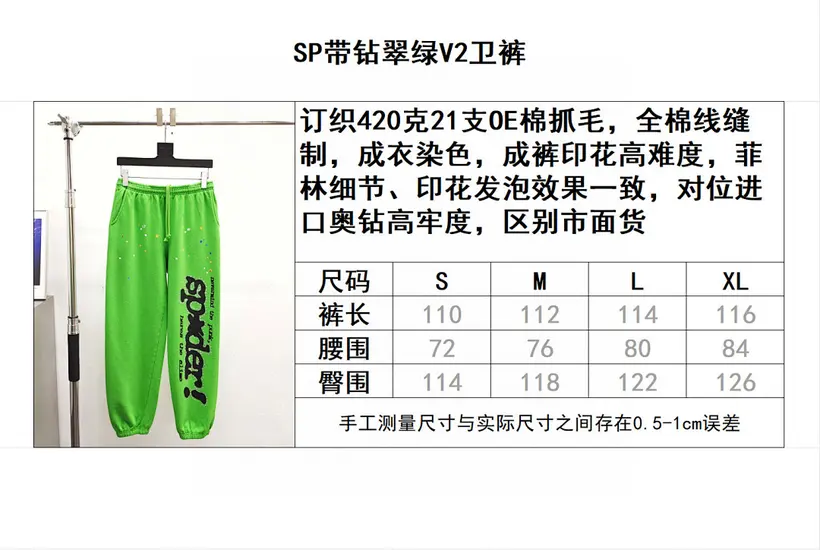 SP带钻翠绿V2卫裤
订织420克21支OE棉抓毛，全棉线缝
制，成衣染色，成裤印花高难度，菲
林细节、印花发泡效果一致，对位进
口奥钻高牢度，区别市面货
尺码 S M L XL
裤长 110 112 114 116
腰围 72 76 80 84
臀围 114 118 122 126
手工测量尺寸与实际尺寸之间存在0.5-1cm误差
spider!